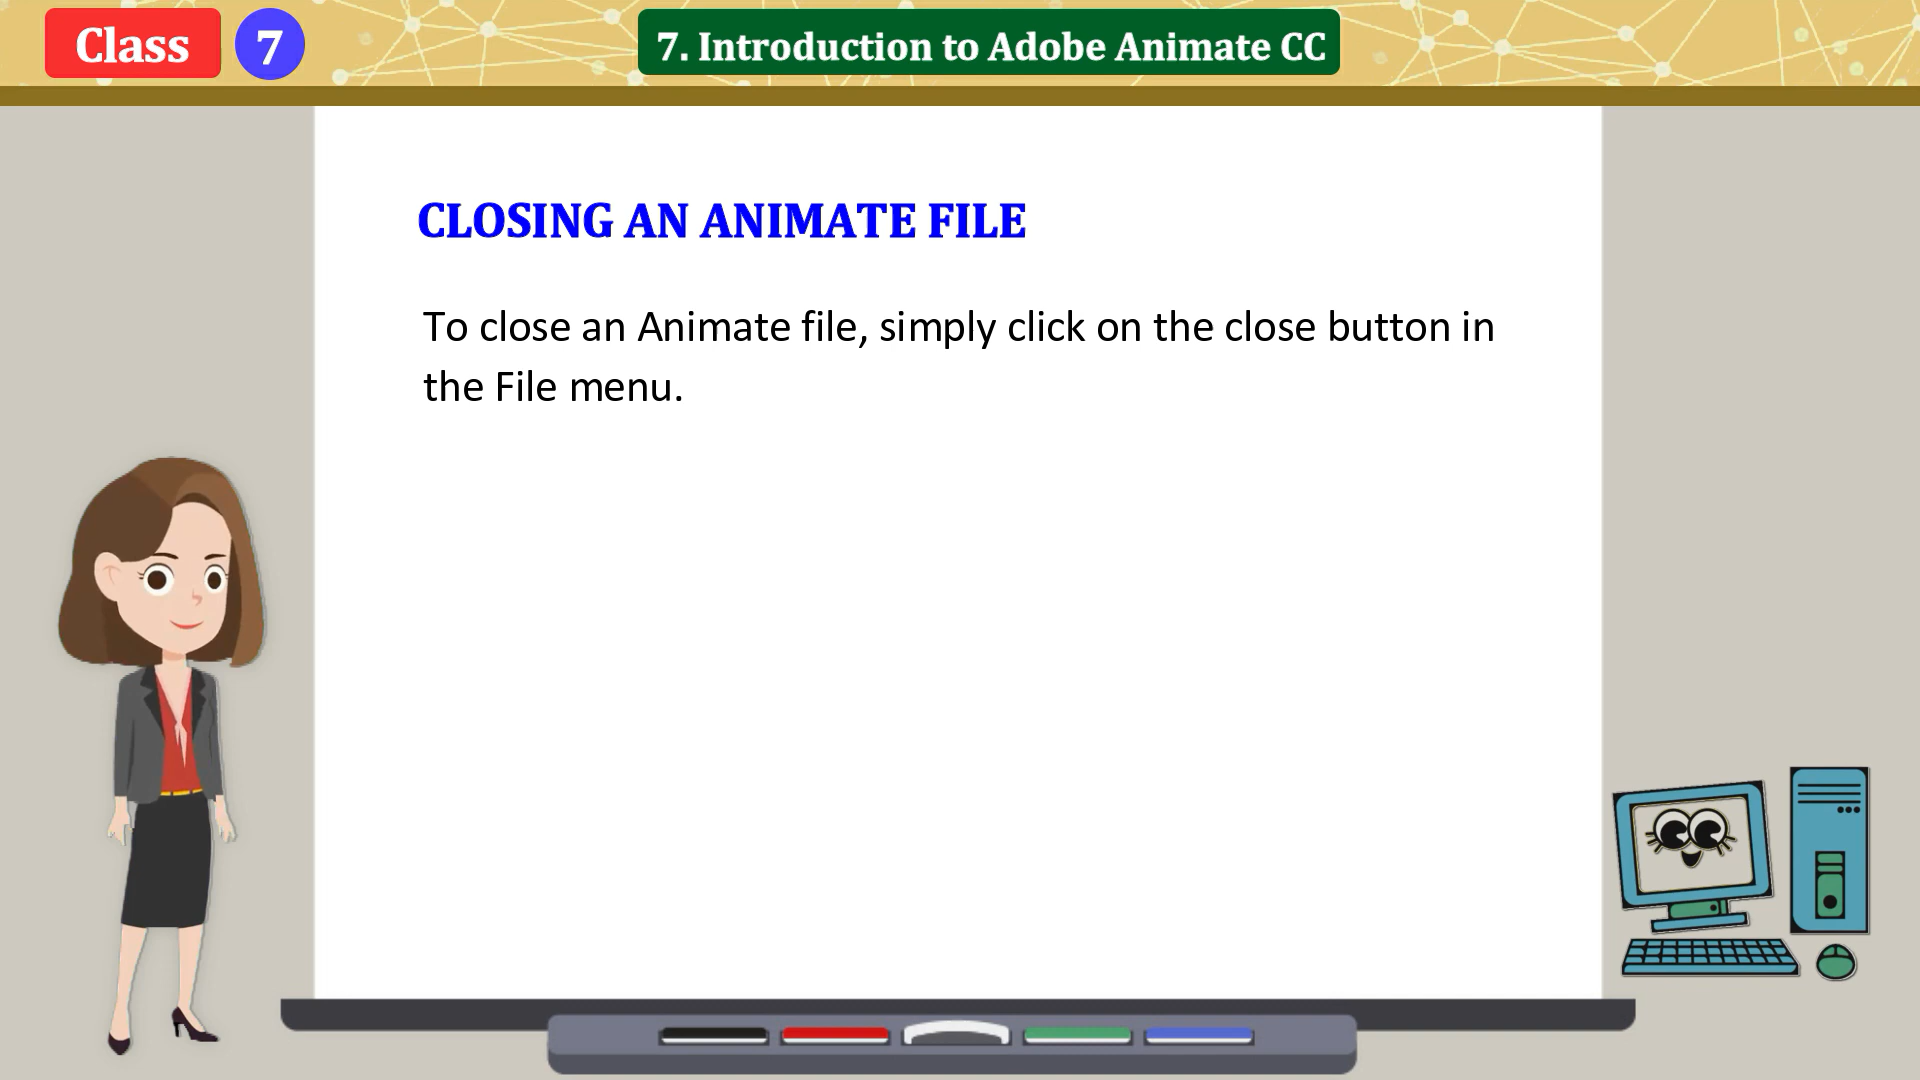 Class 7
7. Introduction to Adobe Animate CC
CLOSING AN ANIMATE FILE
To close an Animate file, simply click on the close button in
the File menu.